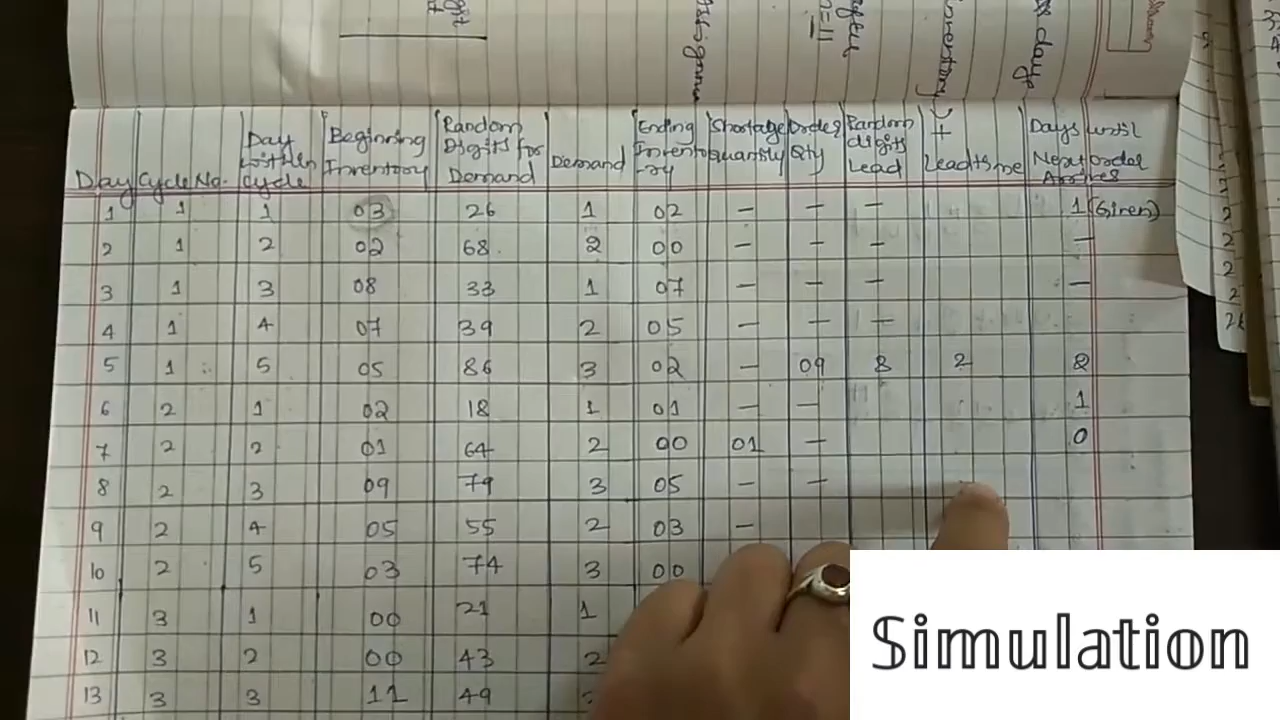 Day Cycle No. Day within cycle Beginning Inventory Random Digits for Demand Demand Ending Invento-ry Shortage quantity Order Qty Random digits Lead Leadtime Days until Next order Arrives
1 1 1 03 26 1 02 - - - 1 (Given)
2 1 2 02 68 2 00 - - - -
3 1 3 08 33 1 07 - - - -
4 1 4 07 39 2 05 - - -
5 1 5 05 86 3 02 - 09 8 2 2
6 2 1 02 18 1 01 - - 1
7 2 2 01 64 2 00 01 - 0
8 2 3 09 79 3 05 - - -
9 2 4 05 55 2 03 -
10 2 5 03 74 3 00
11 3 1 00 21 1
12 3 2 00 43 2
13 3 3 11 49
Simulation